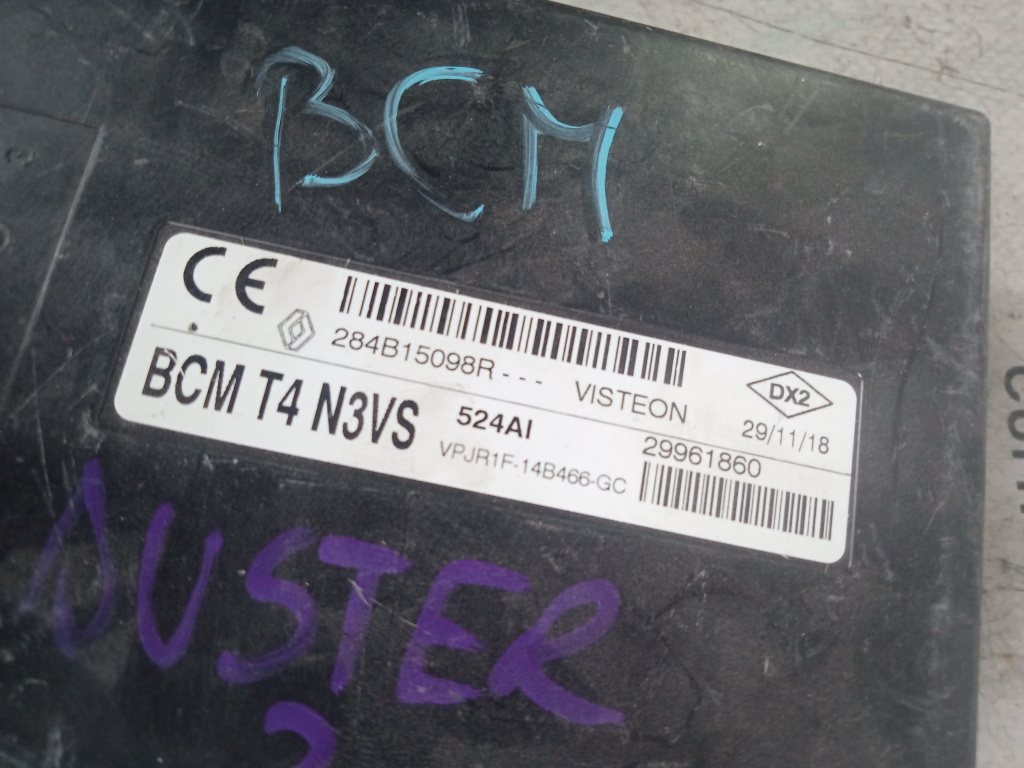 BCM
CE
284B15098R - - -
VISTEON
DX2
29/11/18
BCM T4 N3VS
524AI
29961860
VPJR1F-14B466-GC
DUSTER